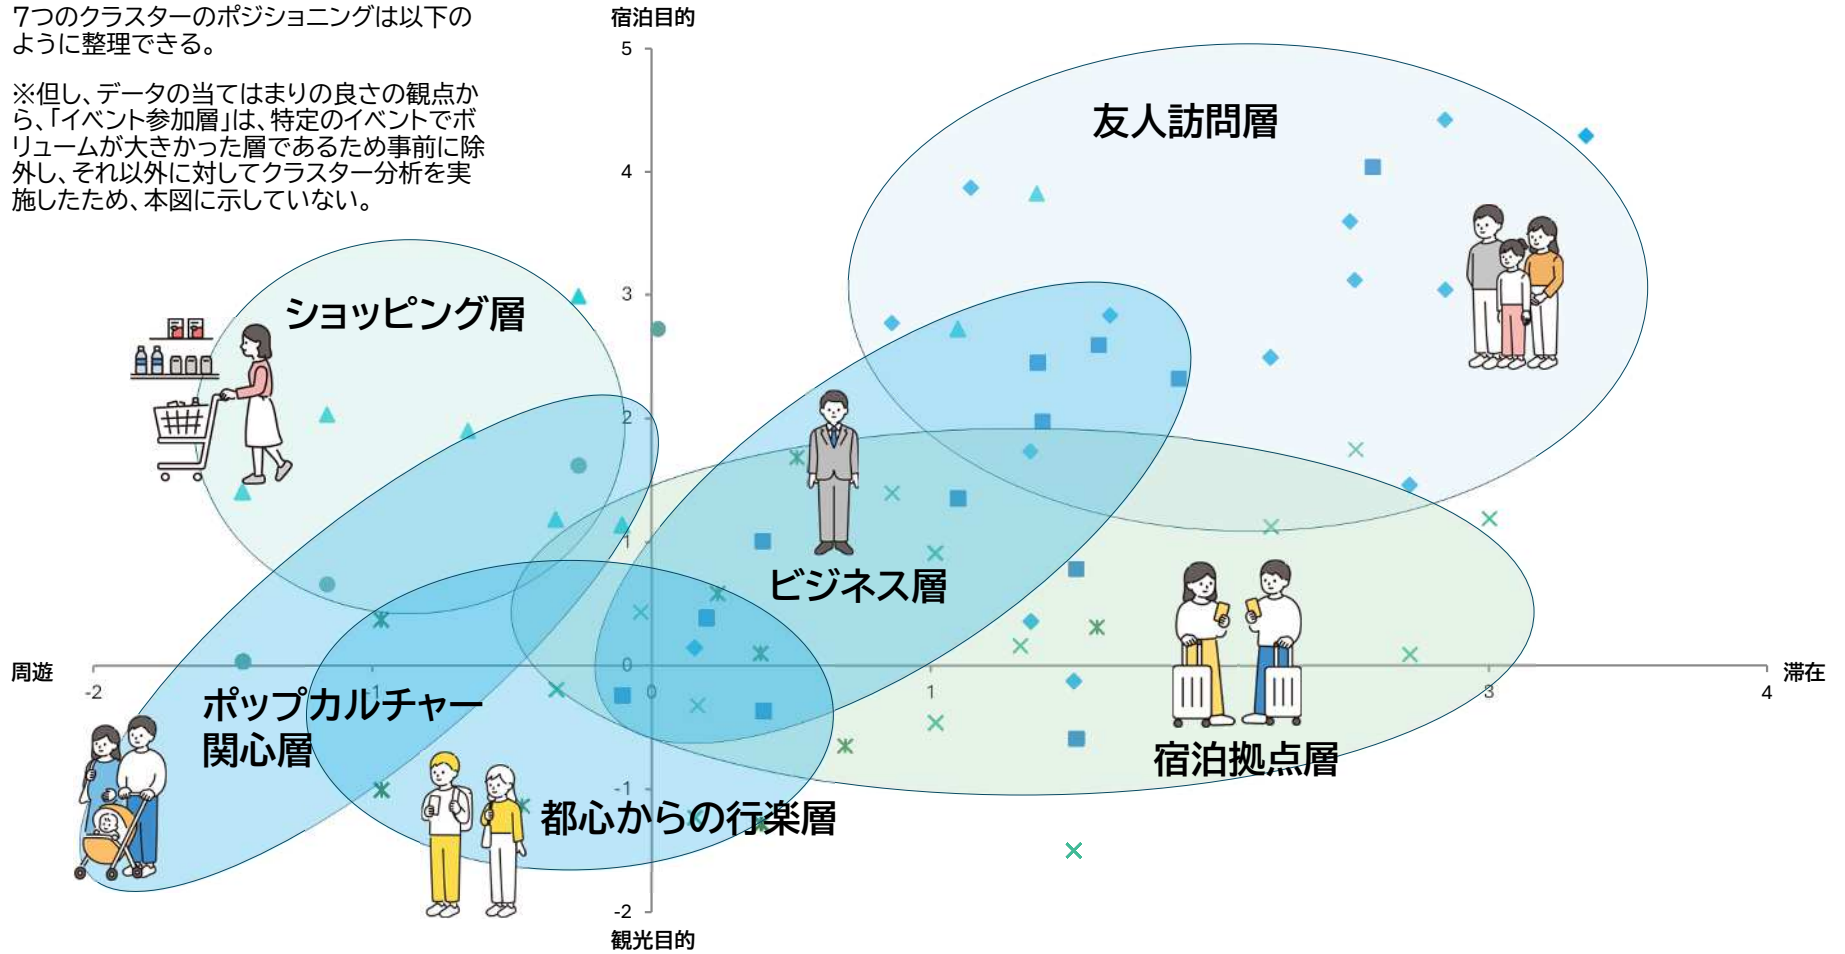 7つのクラスターのポジショニングは以下の
ように整理できる。
※但し、データの当てはまりの良さの観点か
ら、「イベント参加層」は、特定のイベントでボ
リュームが大きかった層であるため事前に除
外し、それ以外に対してクラスター分析を実
施したため、本図に示していない。
宿泊目的
5
4
3
2
1
0
-1
-2
観光目的
周遊
-2
-1
0
1
3
4
滞在
友人訪問層
ショッピング層
ビジネス層
ポップカルチャー
関心層
宿泊拠点層
都心からの行楽層